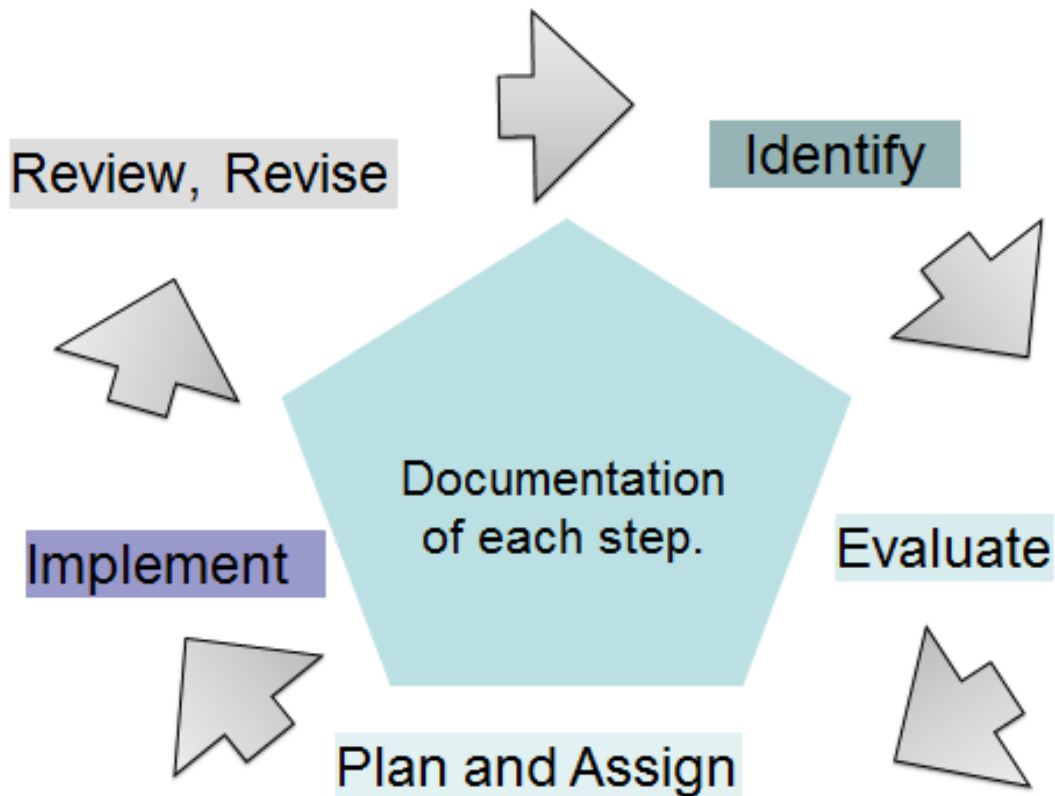 Review, Revise
Identify
Documentation
of each step.
Implement
Evaluate
Plan and Assign